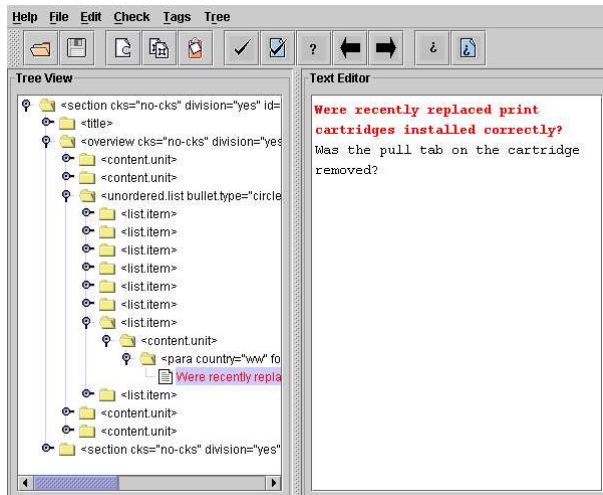 Help File Edit Check Tags Tree
? ¿ ¿
Tree View
<section cks="no-cks" division="yes" id=
<title>
<overview cks="no-cks" division="yes
<content.unit>
<content.unit>
<unordered.list bullet.type="circle
<list.item>
<list.item>
<list.item>
<list.item>
<list.item>
<list.item>
<list.item>
<content.unit>
<para country="ww" fo
Were recently repla
<list.item>
<content.unit>
<content.unit>
<section cks="no-cks" division="yes"
Text Editor
Were recently replaced print
cartridges installed correctly?
Was the pull tab on the cartridge
removed?